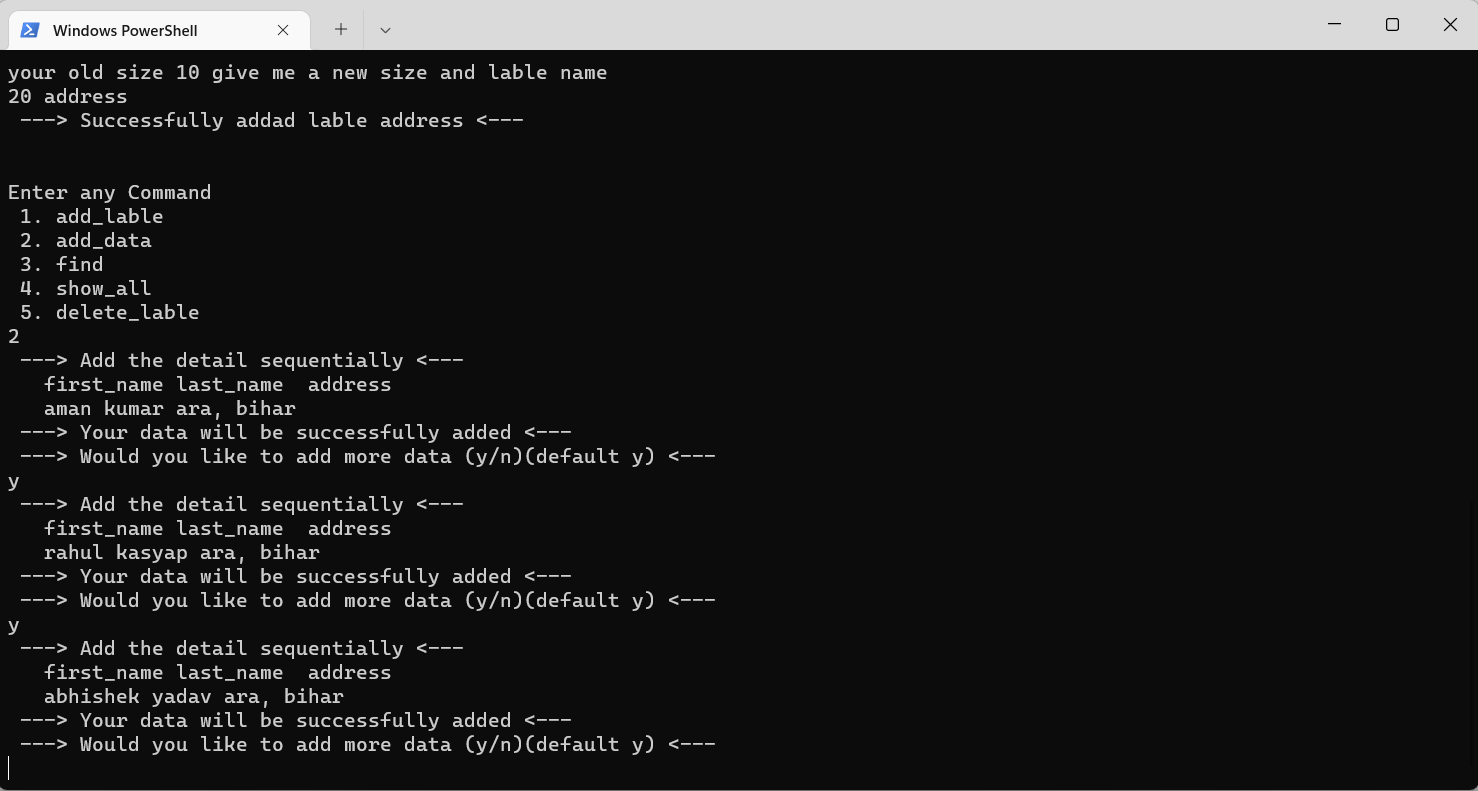 Windows PowerShell
your old size 10 give me a new size and lable name
20 address
---> Successfully addad lable address <---
Enter any Command
1. add_lable
2. add_data
3. find
4. show_all
5. delete_lable
2
---> Add the detail sequentially <---
first_name last_name  address
aman kumar ara, bihar
---> Your data will be successfully added <---
---> Would you like to add more data (y/n)(default y) <---
y
---> Add the detail sequentially <---
first_name last_name  address
rahul kasyap ara, bihar
---> Your data will be successfully added <---
---> Would you like to add more data (y/n)(default y) <---
y
---> Add the detail sequentially <---
first_name last_name  address
abhishek yadav ara, bihar
---> Your data will be successfully added <---
---> Would you like to add more data (y/n)(default y) <---